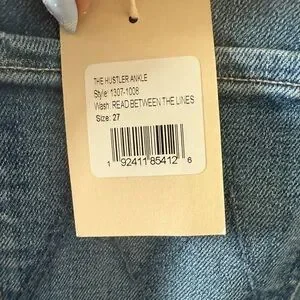 THE HUSTLER ANKLE
Style: 1307-1006
Wash: READ BETWEEN THE LINES
Size: 27
1 92411 85412 6